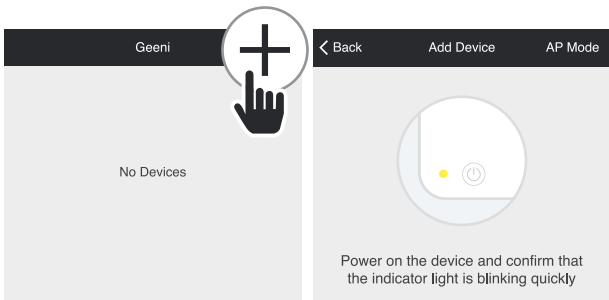 Geeni
No Devices
Back Add Device AP Mode
Power on the device and confirm that
the indicator light is blinking quickly